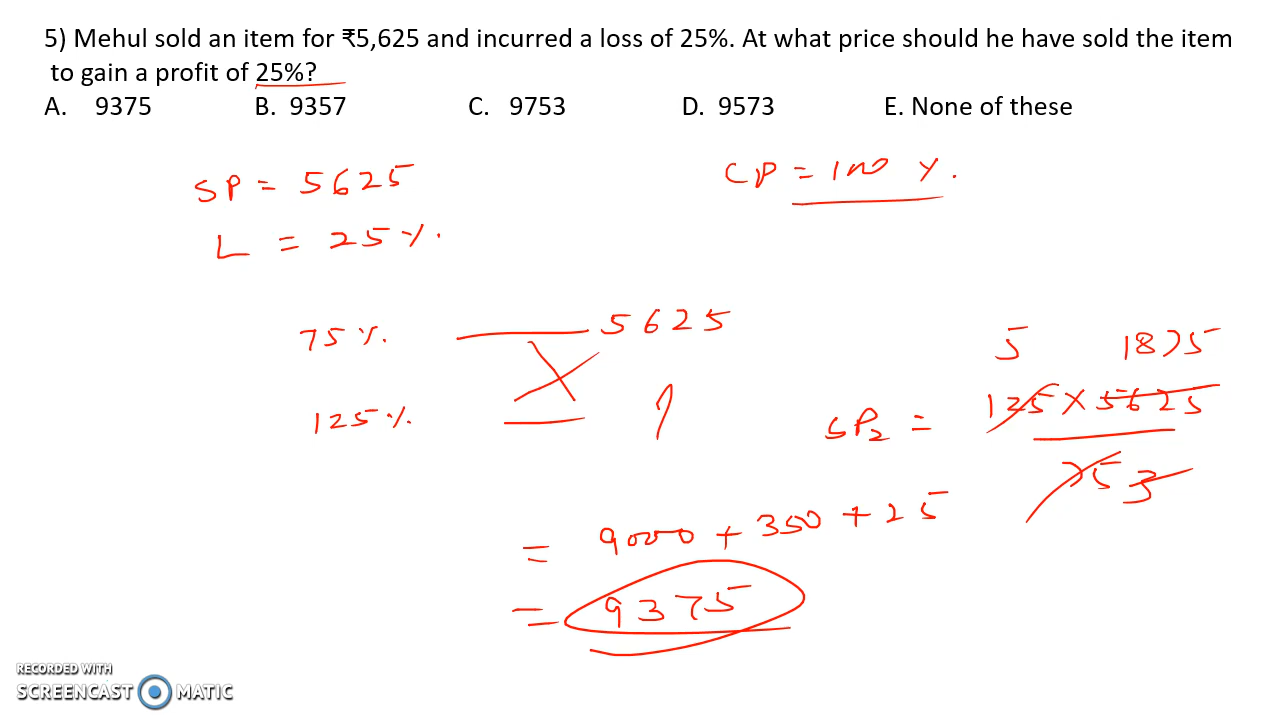 5) Mehul sold an item for ₹5,625 and incurred a loss of 25%. At what price should he have sold the item
to gain a profit of 25%?
A. 9375 B. 9357 C. 9753 D. 9573 E. None of these
SP = 5625 CP = 100 %.
L = 25 %.
75 %. 5625
5 1875
125 %. ? SP2 = 125 X 5625
75 3
= 9000 + 350 + 25
= 9375
RECORDED WITH
SCREENCAST MATIC